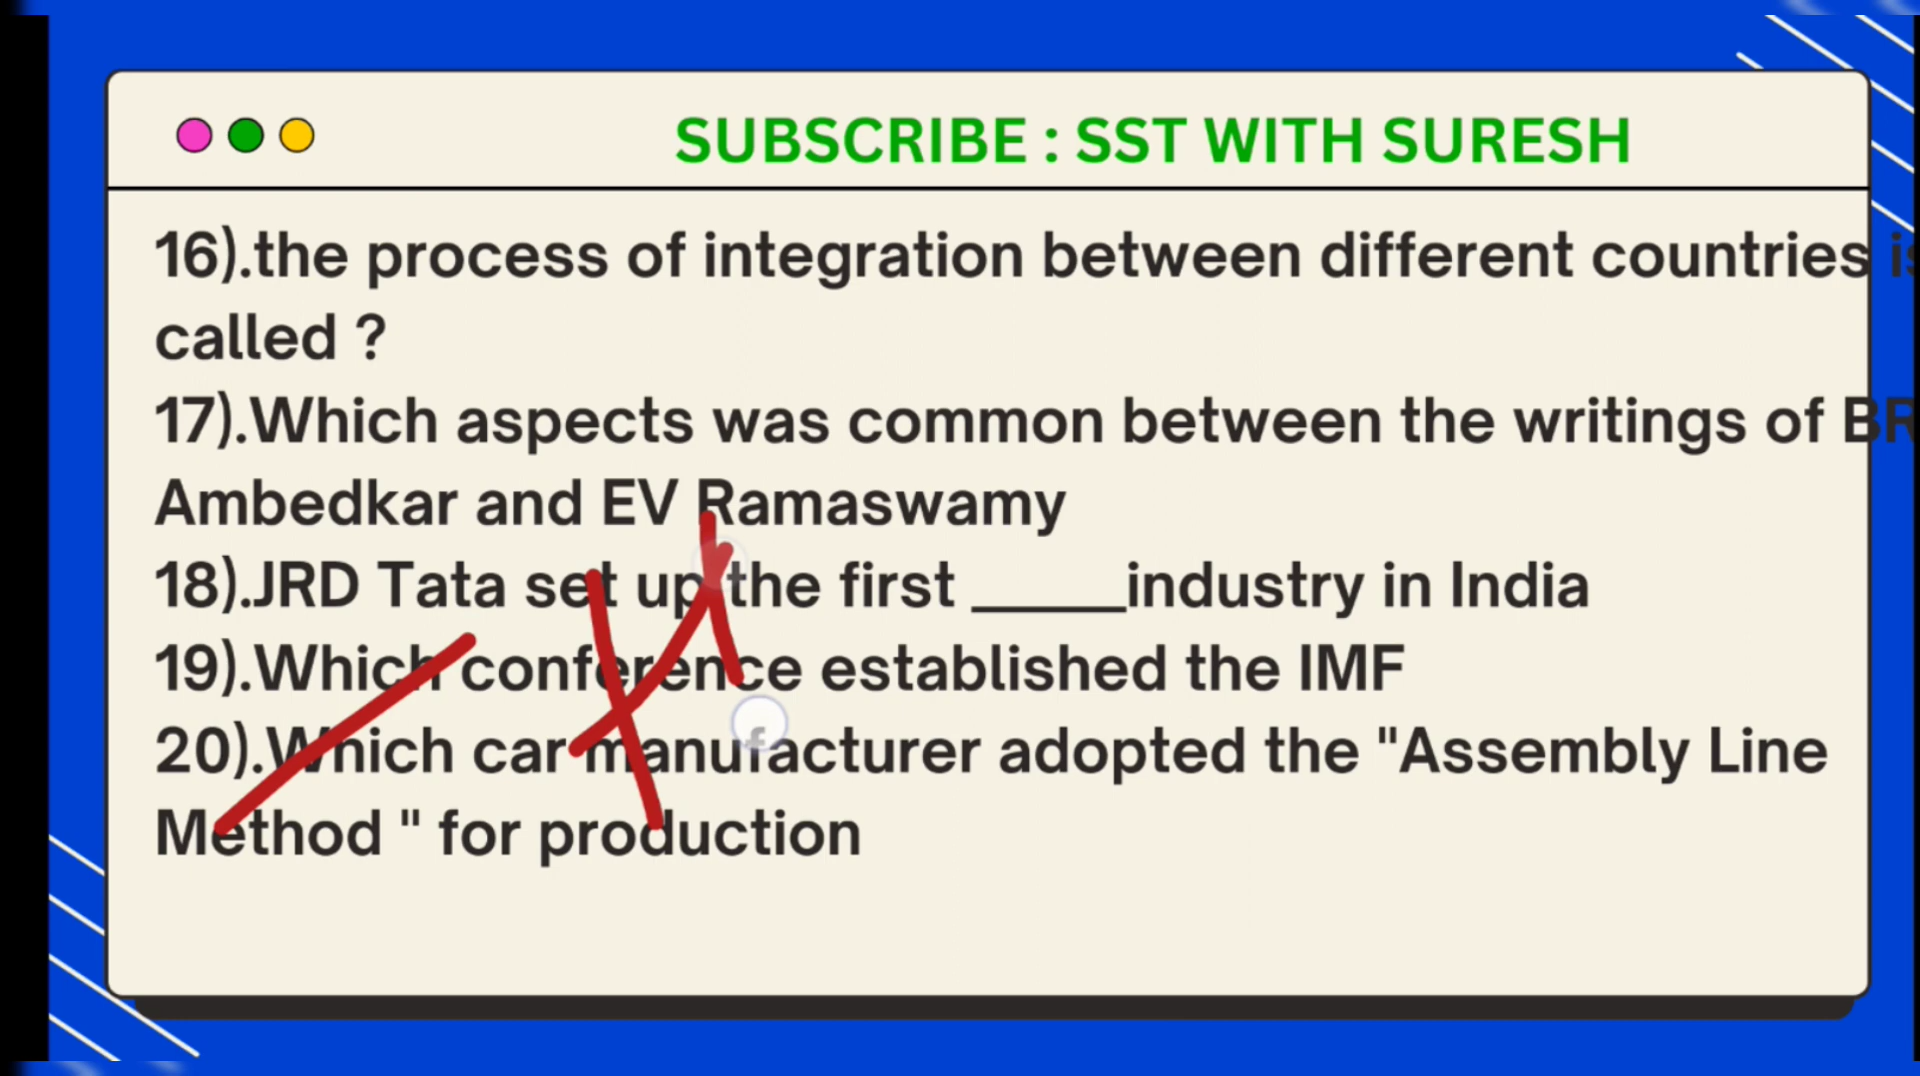 SUBSCRIBE : SST WITH SURESH
16).the process of integration between different countries is
called ?
17).Which aspects was common between the writings of BR
Ambedkar and EV Ramaswamy
18).JRD Tata set up the first _____industry in India
19).Which conference established the IMF
20).Which car manufacturer adopted the "Assembly Line
Method " for production